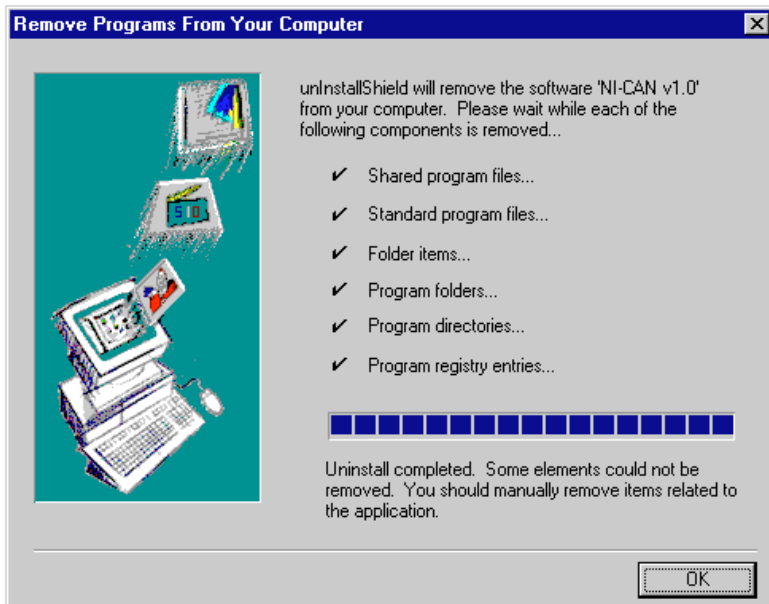 Remove Programs From Your Computer
unInstallShield will remove the software 'NI-CAN v1.0'
from your computer. Please wait while each of the
following components is removed...
Shared program files...
Standard program files...
Folder items...
Program folders...
Program directories...
Program registry entries...
Uninstall completed. Some elements could not be
removed. You should manually remove items related to
the application.
OK
510